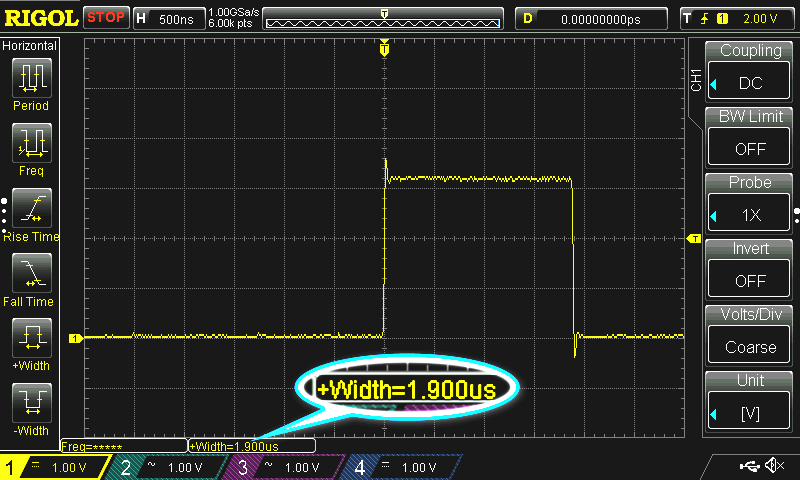 RIGOL STOP H 500ns 1.00GSa/s 6.00k pts T D 0.00000000ps T 1 2.00 V
Horizontal
Period
Freq
Rise Time
Fall Time
+Width
-Width
T
1
T
+Width=1.900us
Freq=*****
+Width=1.900us
CH1
Coupling
DC
BW Limit
OFF
Probe
1X
Invert
OFF
Volts/Div
Coarse
Unit
[V]
1 = 1.00 V
2 ~ 1.00 V
3 ~ 1.00 V
4 ~ 1.00 V